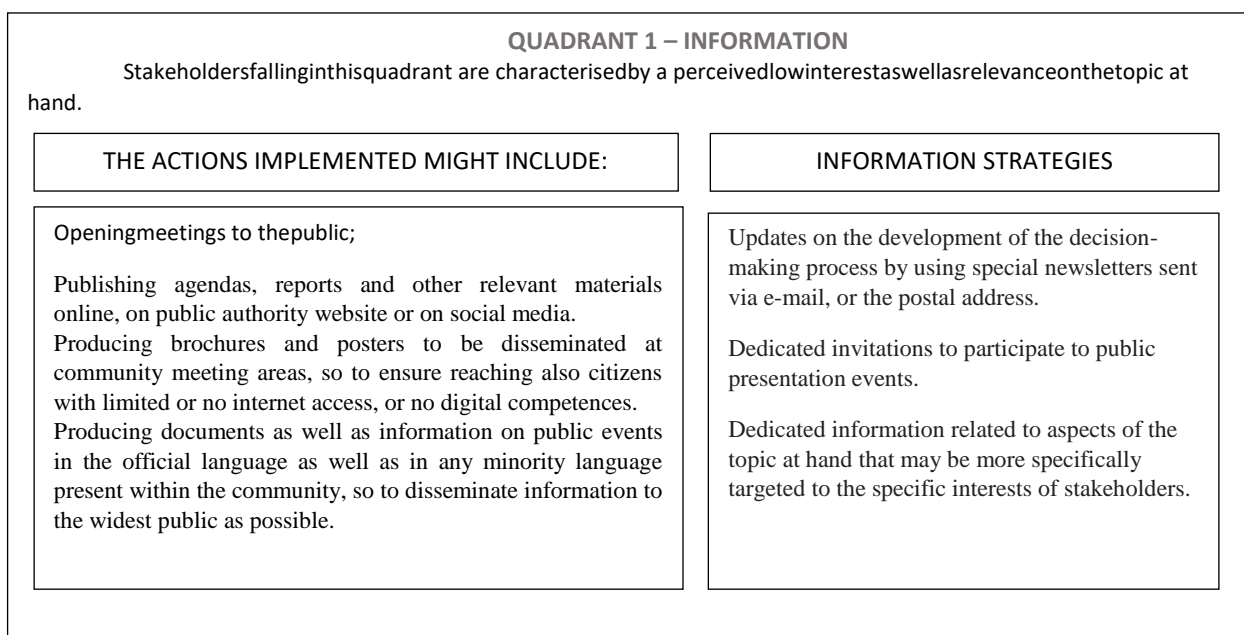 QUADRANT 1 – INFORMATION
Stakeholdersfallinginthisquadrant are characterisedby a perceivedlowinterestaswellasrelevanceonthetopic at
hand.
THE ACTIONS IMPLEMENTED MIGHT INCLUDE:
Openingmeetings to thepublic;
Publishing agendas, reports and other relevant materials
online, on public authority website or on social media.
Producing brochures and posters to be disseminated at
community meeting areas, so to ensure reaching also citizens
with limited or no internet access, or no digital competences.
Producing documents as well as information on public events
in the official language as well as in any minority language
present within the community, so to disseminate information to
the widest public as possible.
INFORMATION STRATEGIES
Updates on the development of the decision-
making process by using special newsletters sent
via e-mail, or the postal address.
Dedicated invitations to participate to public
presentation events.
Dedicated information related to aspects of the
topic at hand that may be more specifically
targeted to the specific interests of stakeholders.